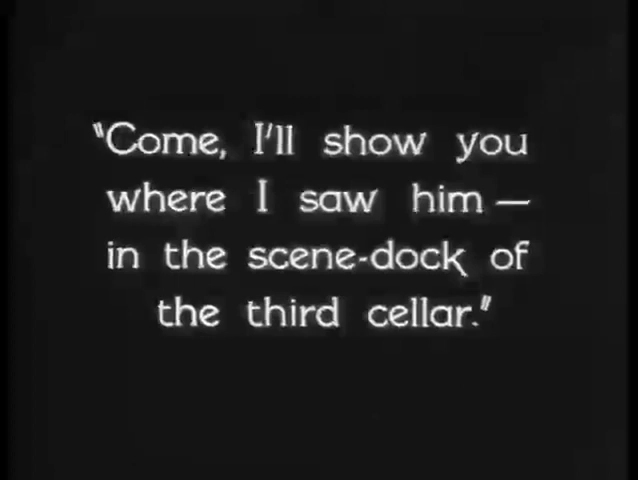 "Come, I'll show you
where I saw him —
in the scene-dock of
the third cellar."